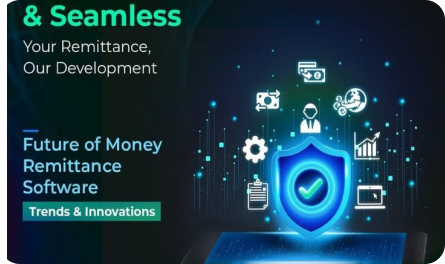 & Seamless
Your Remittance,
Our Development
Future of Money
Remittance
Software
Trends & Innovations